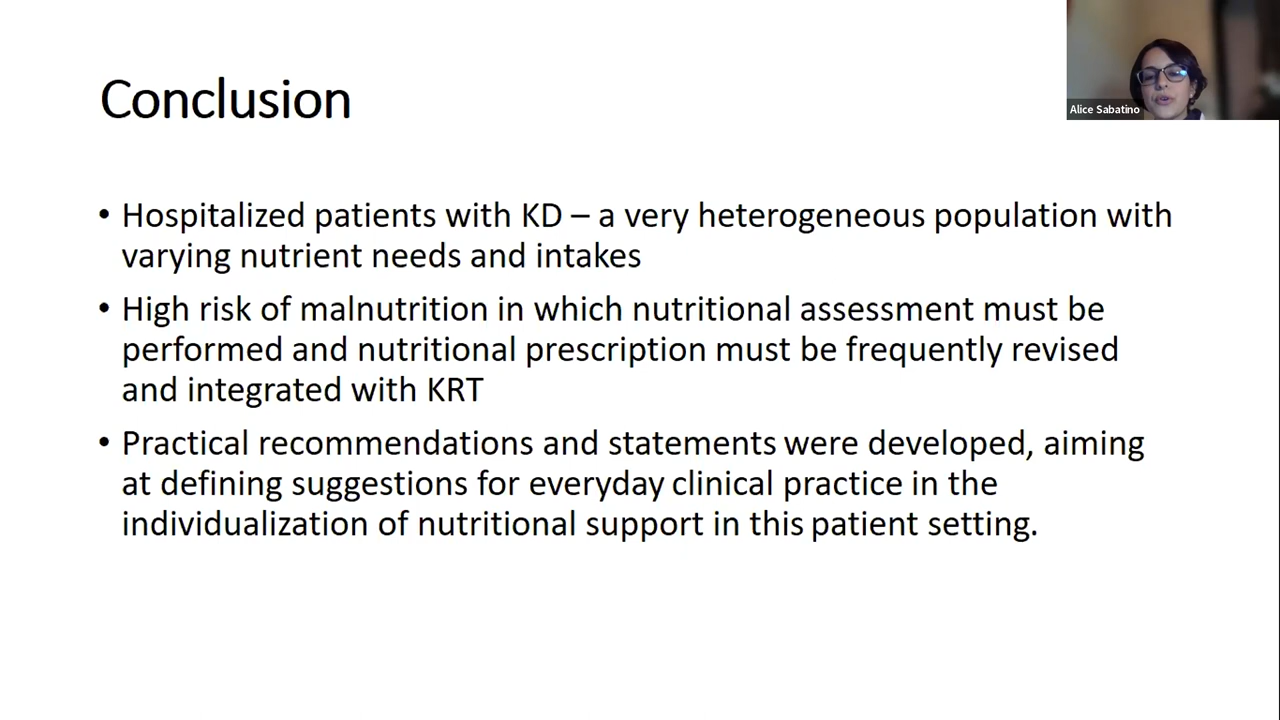 Alice Sabatino
Conclusion
• Hospitalized patients with KD – a very heterogeneous population with
varying nutrient needs and intakes
• High risk of malnutrition in which nutritional assessment must be
performed and nutritional prescription must be frequently revised
and integrated with KRT
• Practical recommendations and statements were developed, aiming
at defining suggestions for everyday clinical practice in the
individualization of nutritional support in this patient setting.